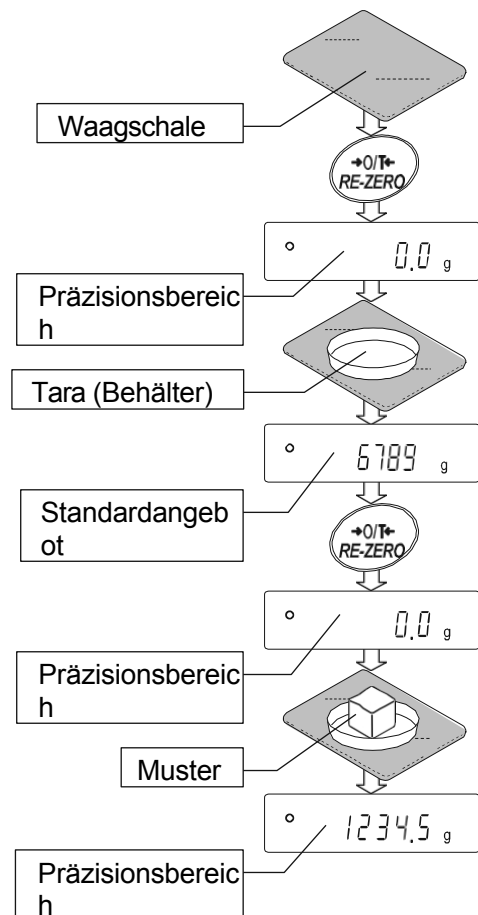 Waagschale
→0/T←
RE-ZERO
0.0 g
Präzisionsbereic
h
Tara (Behälter)
6789 g
Standardangeb
ot
→0/T←
RE-ZERO
0.0 g
Präzisionsbereic
h
Muster
1234.5 g
Präzisionsbereic
h